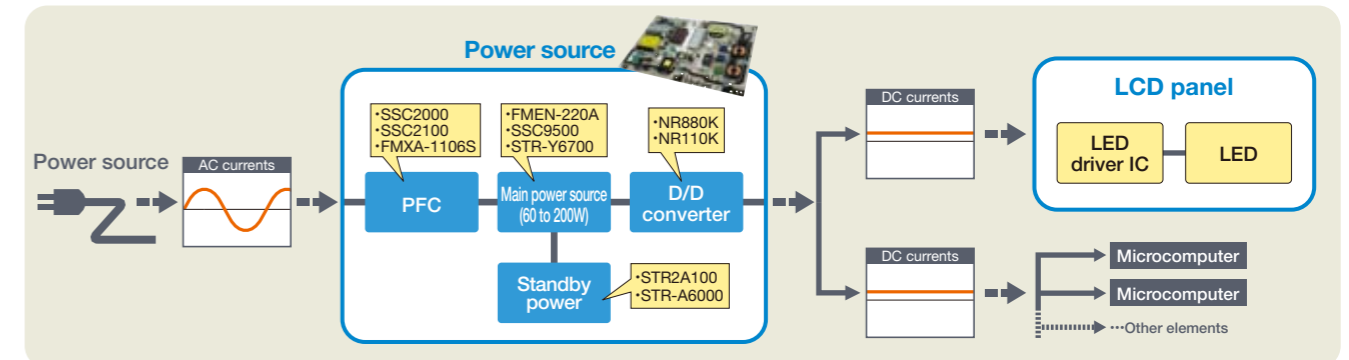 Power source
AC currents
Power source
•SSC2000
•SSC2100
•FMXA-1106S
PFC
•FMEN-220A
•SSC9500
•STR-Y6700
Main power source
(60 to 200W)
•NR880K
•NR110K
D/D
converter
Standby
power
•STR2A100
•STR-A6000
DC currents
LCD panel
LED
driver IC
LED
DC currents
Microcomputer
Microcomputer
···Other elements